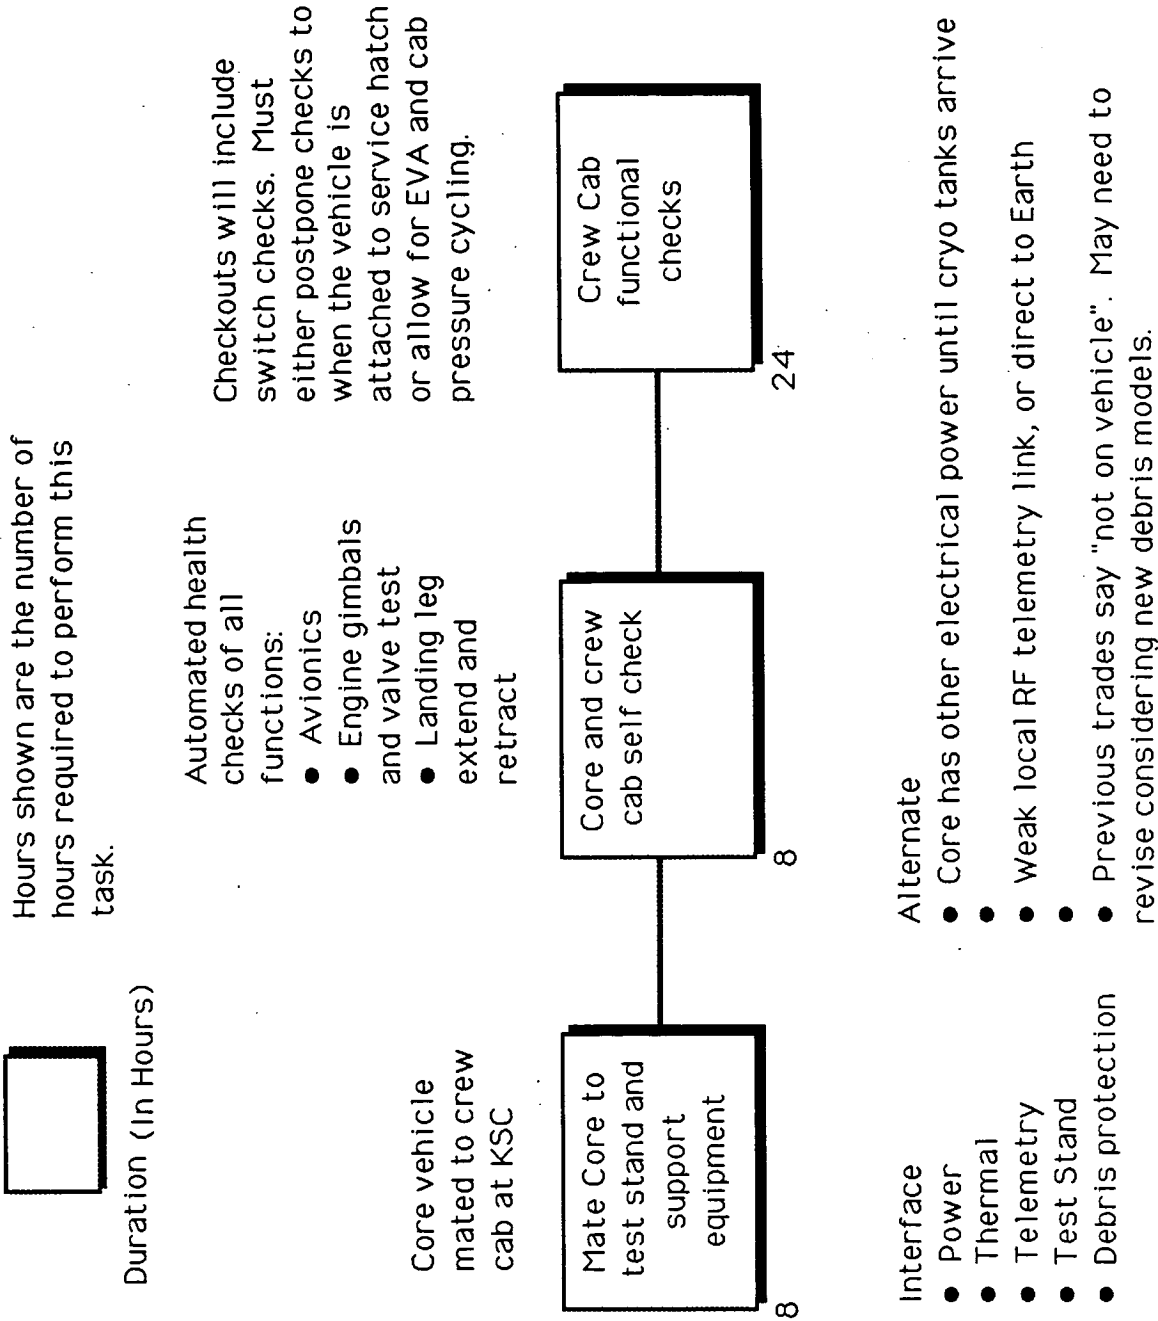 Duration (In Hours)
Hours shown are the number of
hours required to perform this
task.
Core vehicle
mated to crew
cab at KSC
Automated health
checks of all
functions:
● Avionics
● Engine gimbals
and valve test
● Landing leg
extend and
retract
Checkouts will include
switch checks. Must
either postpone checks to
when the vehicle is
attached to service hatch
or allow for EVA and cab
pressure cycling.
Mate Core to
test stand and
support
equipment
8
Core and crew
cab self check
8
Crew Cab
functional
checks
24
Interface
● Power
● Thermal
● Telemetry
● Test Stand
● Debris protection
Alternate
● Core has other electrical power until cryo tanks arrive
●
● Weak local RF telemetry link, or direct to Earth
●
● Previous trades say "not on vehicle". May need to
revise considering new debris models.